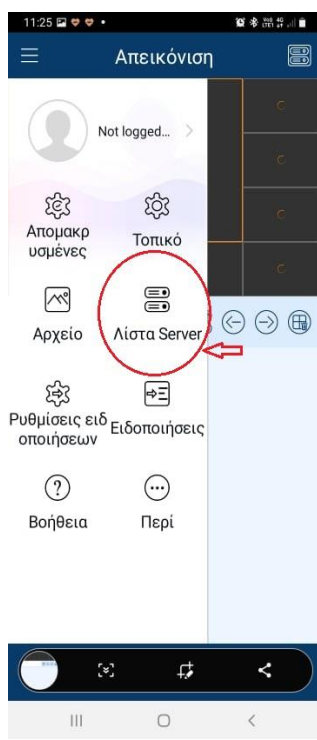 11:25
Απεικόνιση
Not logged...
Απομακρ
υσμένες
Τοπικό
Αρχείο
Λίστα Server
Ρυθμίσεις ειδ
οποιήσεων
Ειδοποιήσεις
Βοήθεια
Περί